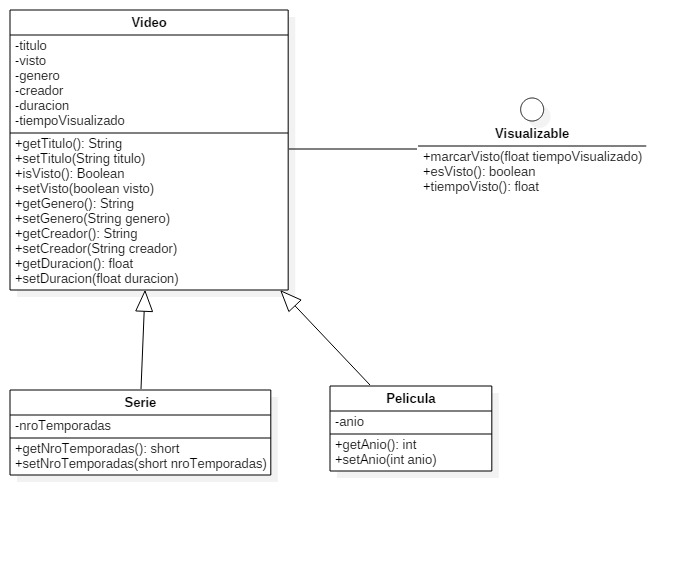 Video
-titulo
-visto
-genero
-creador
-duracion
-tiempoVisualizado
+getTitulo(): String
+setTitulo(String titulo)
+isVisto(): Boolean
+setVisto(boolean visto)
+getGenero(): String
+setGenero(String genero)
+getCreador(): String
+setCreador(String creador)
+getDuracion(): float
+setDuracion(float duracion)
Visualizable
+marcarVisto(float tiempoVisualizado)
+esVisto(): boolean
+tiempoVisto(): float
Serie
-nroTemporadas
+getNroTemporadas(): short
+setNroTemporadas(short nroTemporadas)
Pelicula
-anio
+getAnio(): int
+setAnio(int anio)